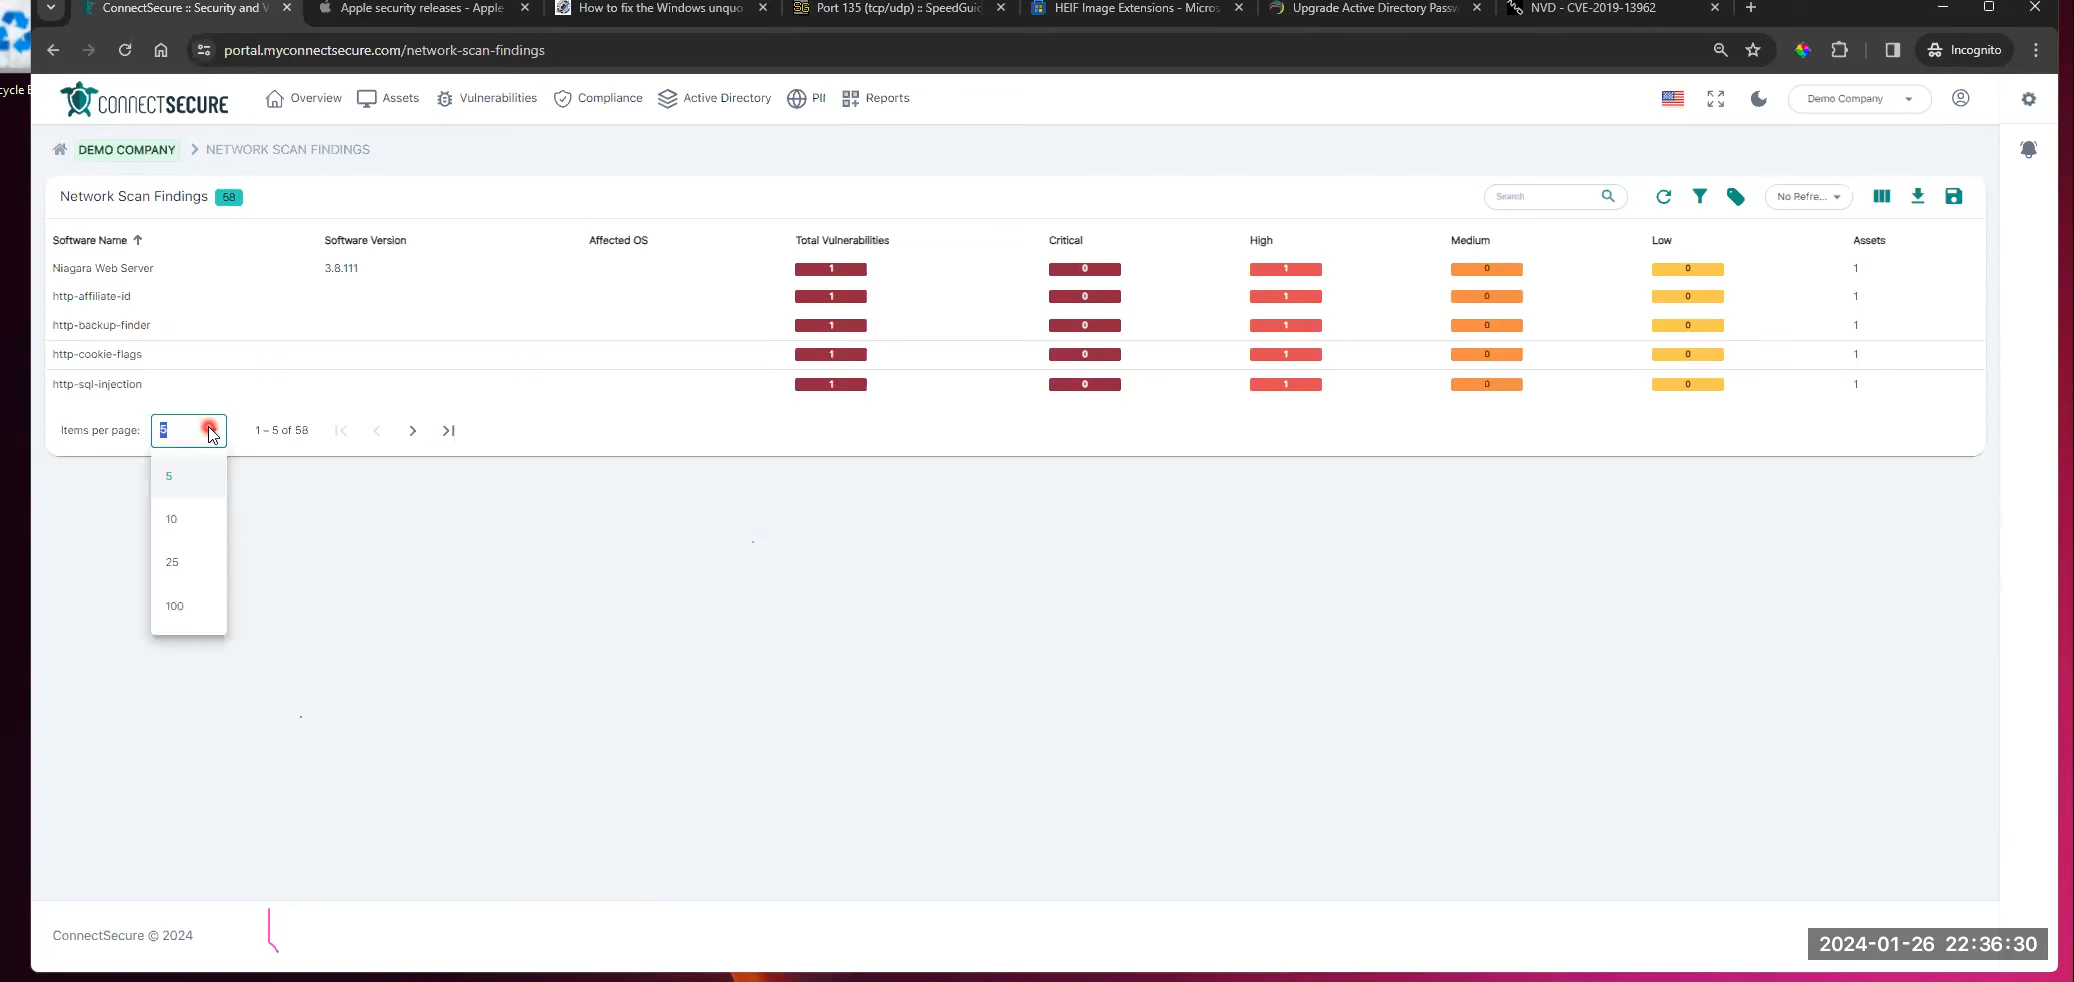 ConnectSecure :: Security and V
Apple security releases - Apple
How to fix the Windows unquo
Port 135 (tcp/udp) :: SpeedGuid
HEIF Image Extensions - Micros
Upgrade Active Directory Passw
NVD - CVE-2019-13962
portal.myconnectsecure.com/network-scan-findings
Incognito
cycle B
CONNECTSECURE
Overview
Assets
Vulnerabilities
Compliance
Active Directory
PII
Reports
Demo Company
DEMO COMPANY
NETWORK SCAN FINDINGS
Network Scan Findings 58
Search
No Refre...
Software Name Software Version Affected OS Total Vulnerabilities Critical High Medium Low Assets
Niagara Web Server 3.8.111 1 0 1 0 0 1
http-affiliate-id 1 0 1 0 0 1
http-backup-finder 1 0 1 0 0 1
http-cookie-flags 1 0 1 0 0 1
http-sql-injection 1 0 1 0 0 1
Items per page: 5 1 – 5 of 58
5
10
25
100
ConnectSecure © 2024
2024-01-26 22:36:30